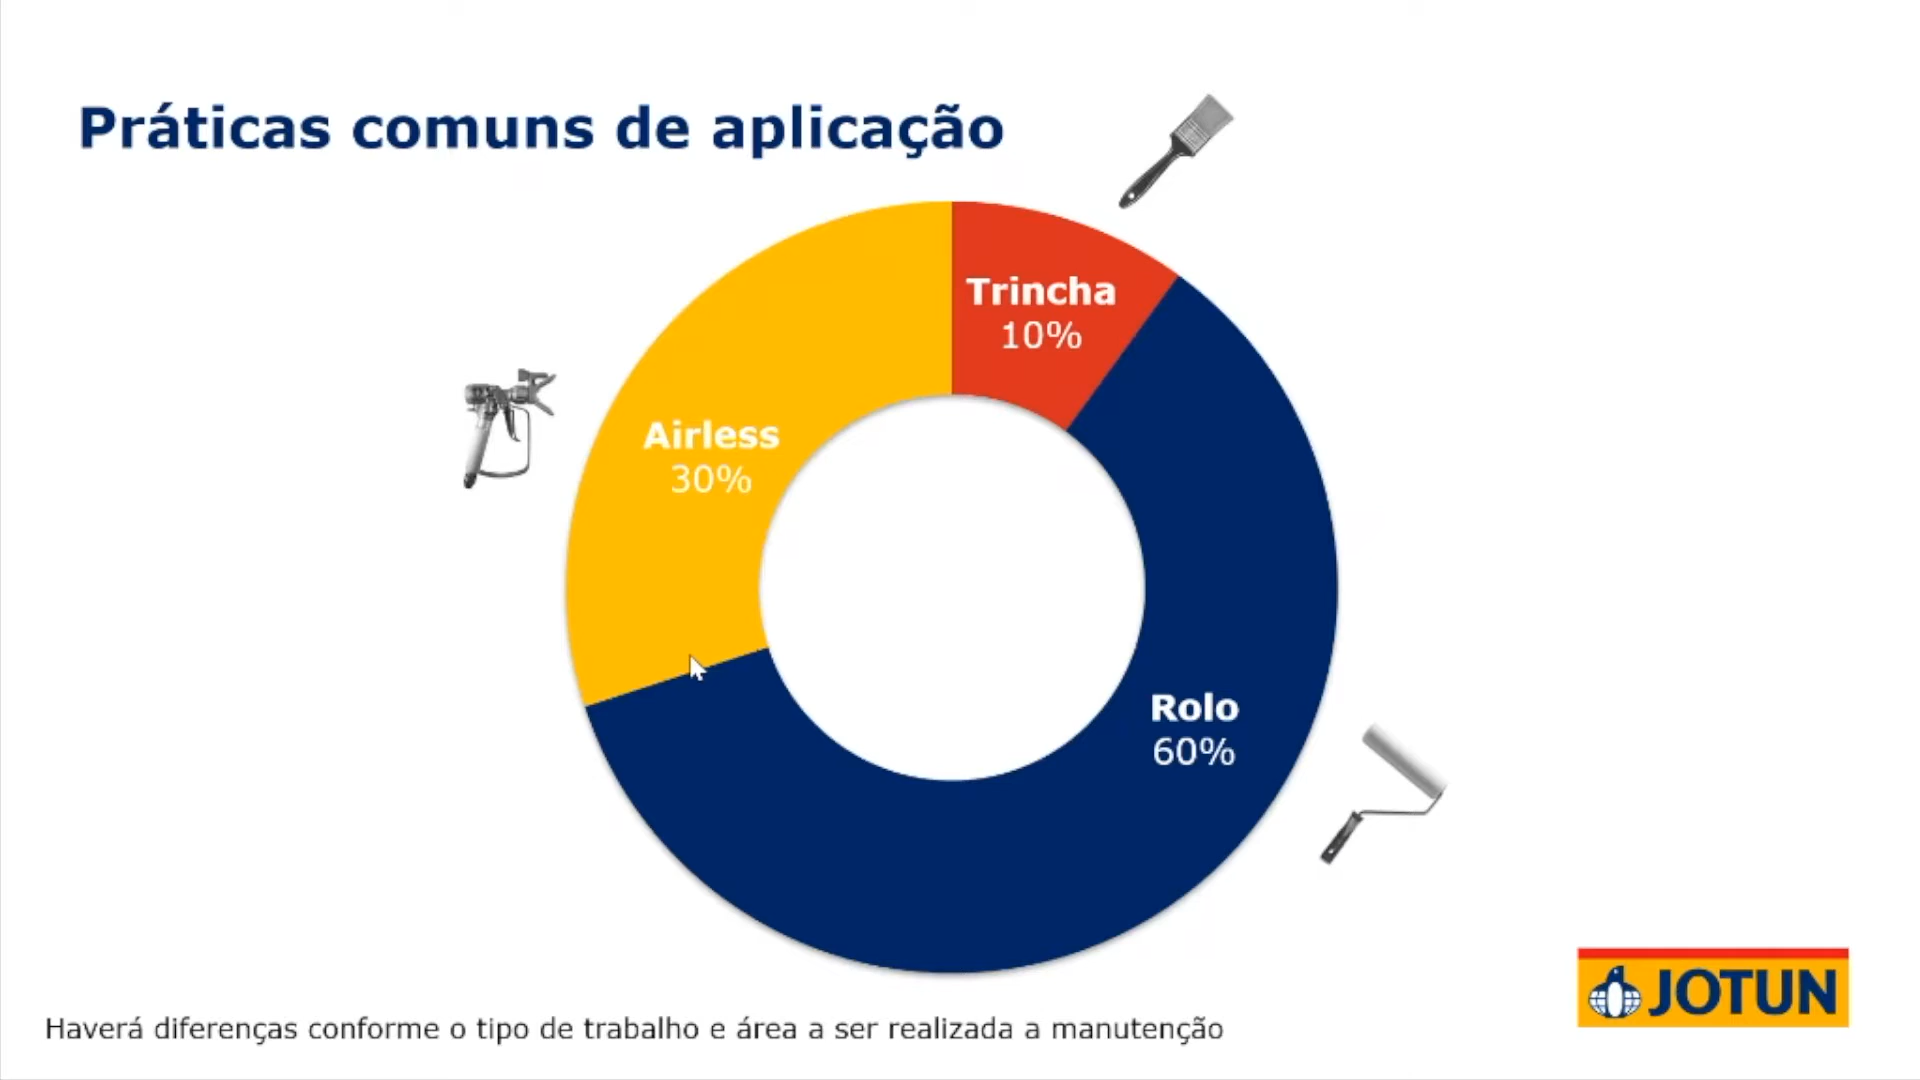 Práticas comuns de aplicação
Trincha
10%
Airless
30%
Rolo
60%
JOTUN
Haverá diferenças conforme o tipo de trabalho e área a ser realizada a manutenção